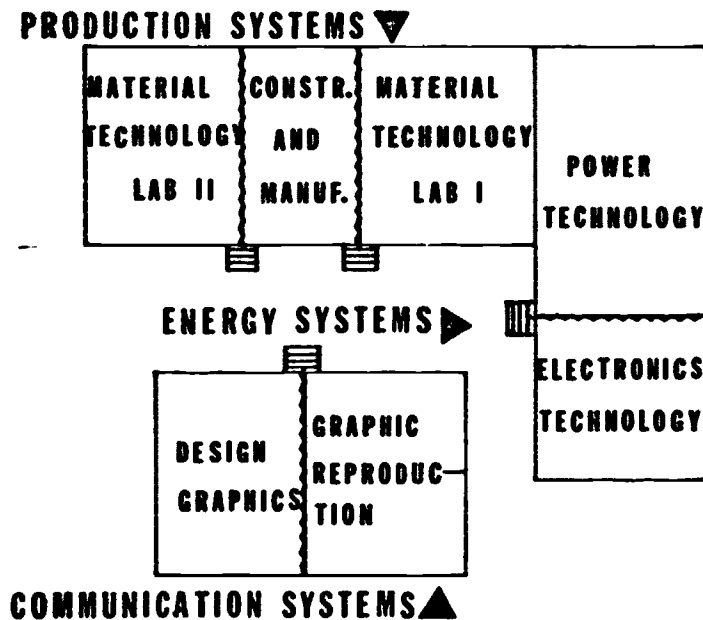 PRODUCTION SYSTEMS
MATERIAL
TECHNOLOGY
LAB II
CONSTR.
AND
MANUF.
MATERIAL
TECHNOLOGY
LAB I
POWER
TECHNOLOGY
ENERGY SYSTEMS
ELECTRONICS
TECHNOLOGY
DESIGN
GRAPHICS
GRAPHIC
REPRODUC-
TION
COMMUNICATION SYSTEMS